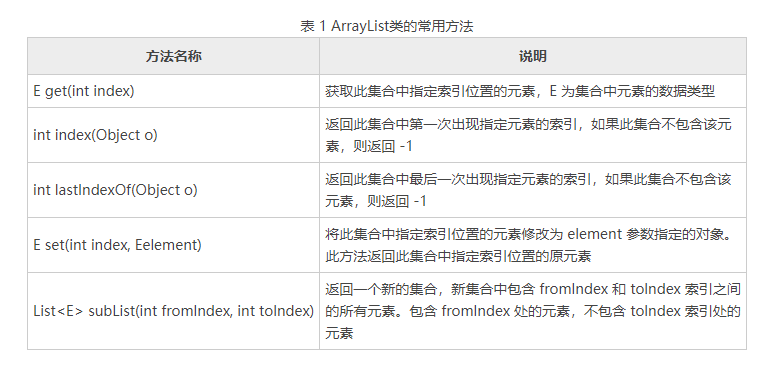 表 1 ArrayList类的常用方法
方法名称 说明
E get(int index) 获取此集合中指定索引位置的元素，E 为集合中元素的数据类型
int index(Object o) 返回此集合中第一次出现指定元素的索引，如果此集合不包含该元
素，则返回 -1
int lastIndexOf(Object o) 返回此集合中最后一次出现指定元素的索引，如果此集合不包含该
元素，则返回 -1
E set(int index, Eelement) 将此集合中指定索引位置的元素修改为 element 参数指定的对象。
此方法返回此集合中指定索引位置的原元素
List<E> subList(int fromIndex, int toIndex) 返回一个新的集合，新集合中包含 fromIndex 和 toIndex 索引之间
的所有元素。包含 fromIndex 处的元素，不包含 toIndex 索引处的
元素